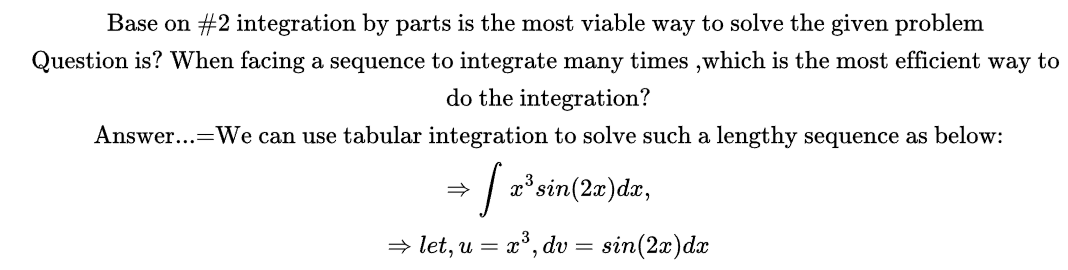 Base on #2 integration by parts is the most viable way to solve the given problem
Question is? When facing a sequence to integrate many times ,which is the most efficient way to
do the integration?
Answer...=We can use tabular integration to solve such a lengthy sequence as below:
⇒ ∫ x³sin(2x)dx,
⇒ let, u = x³, dv = sin(2x)dx